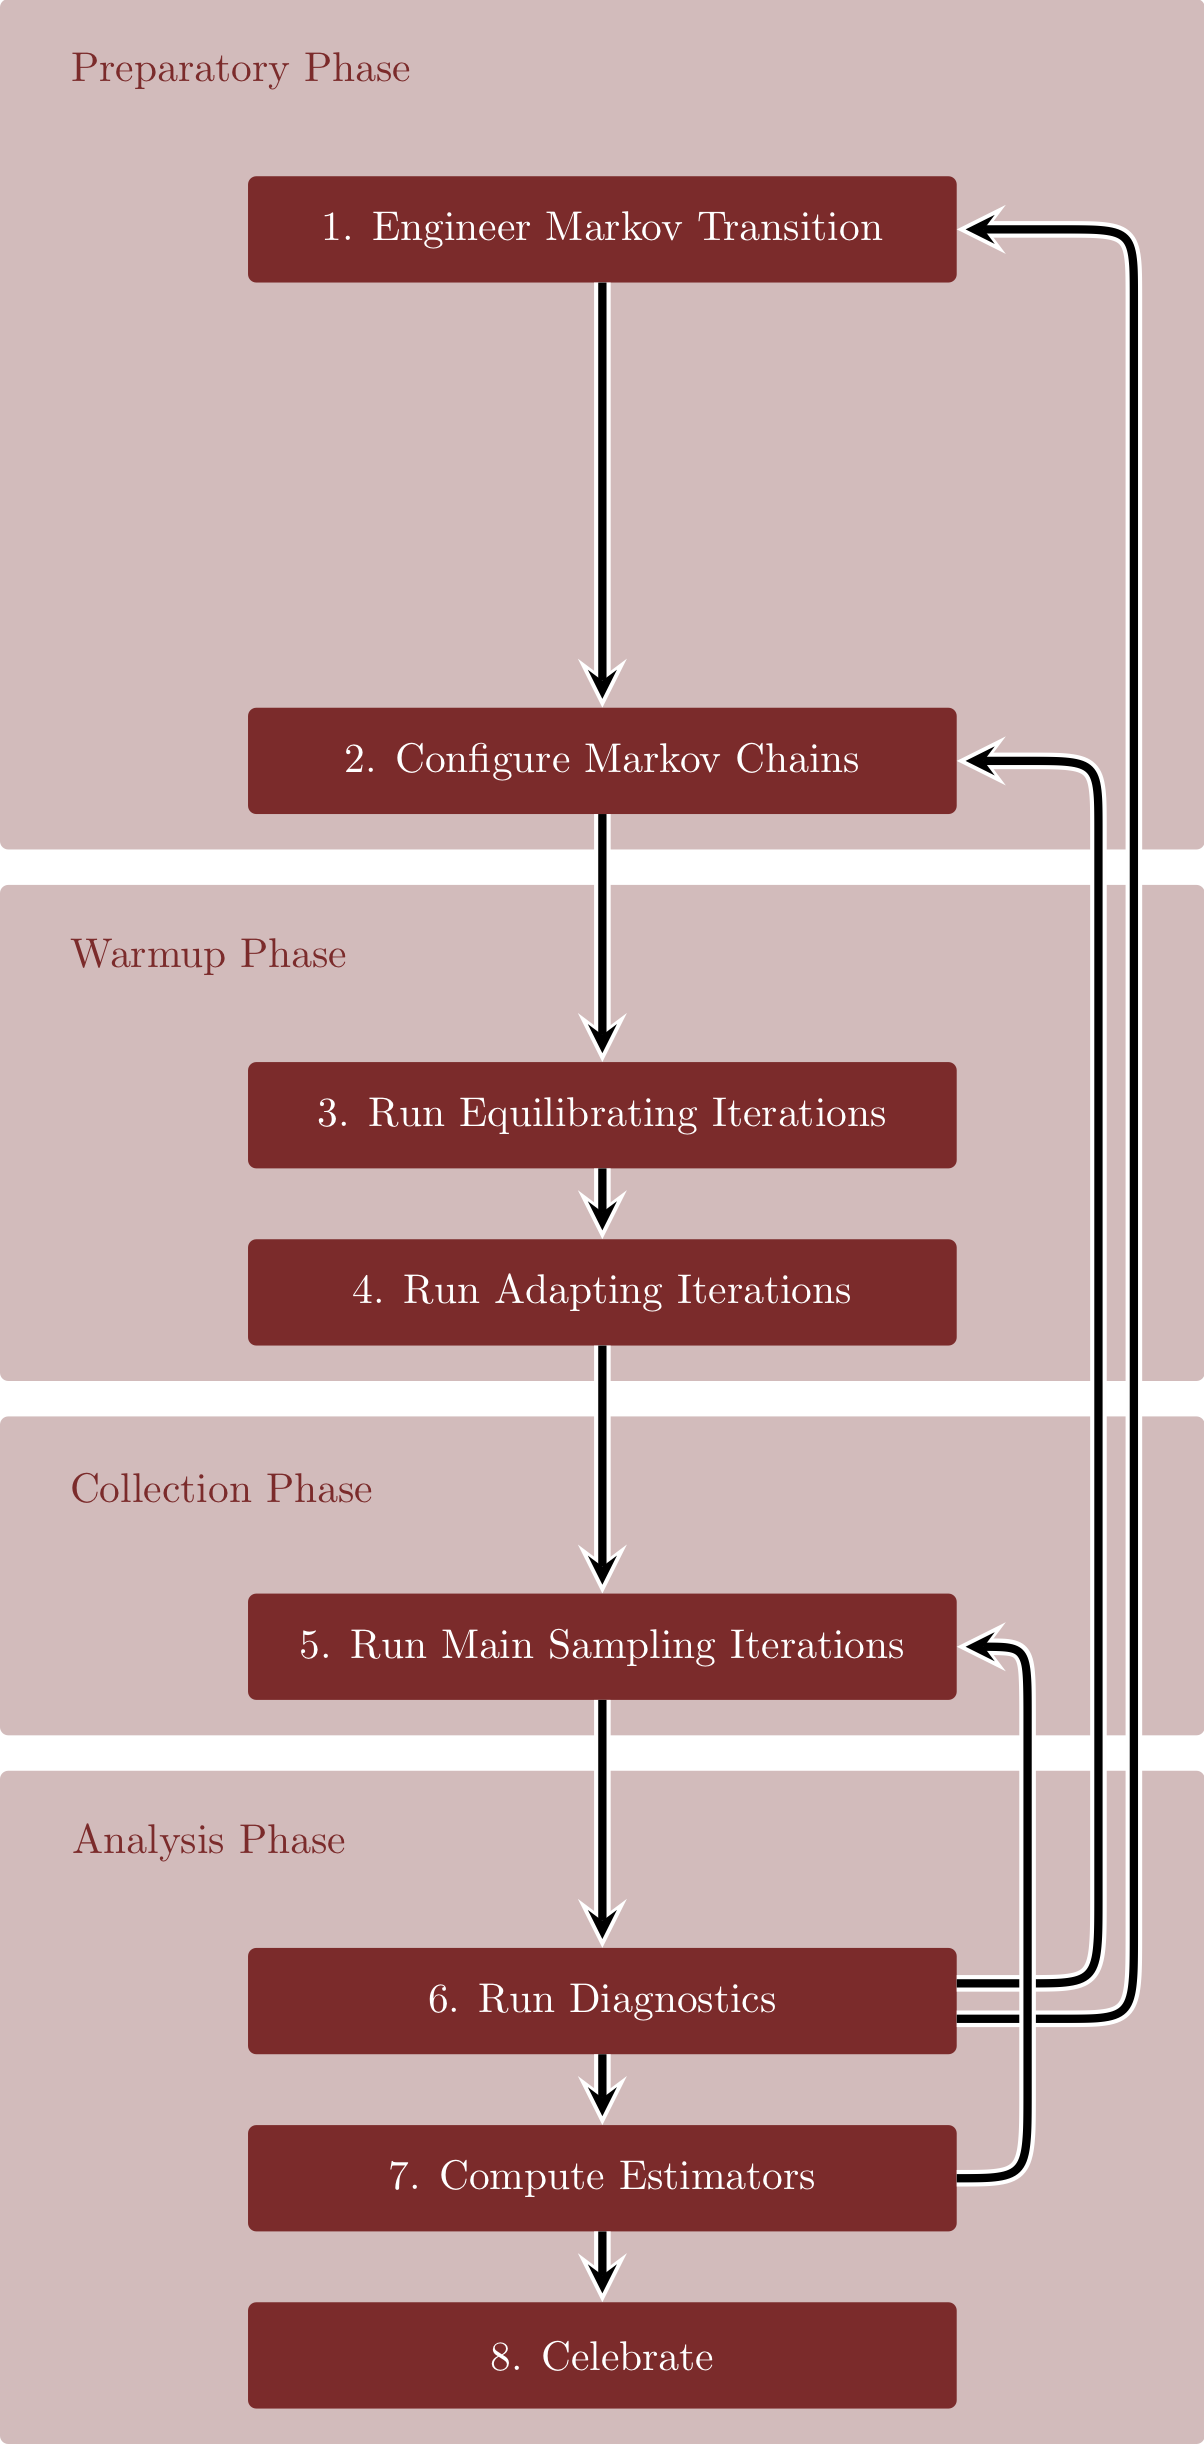 Preparatory Phase
1. Engineer Markov Transition
2. Configure Markov Chains
Warmup Phase
3. Run Equilibrating Iterations
4. Run Adapting Iterations
Collection Phase
5. Run Main Sampling Iterations
Analysis Phase
6. Run Diagnostics
7. Compute Estimators
8. Celebrate